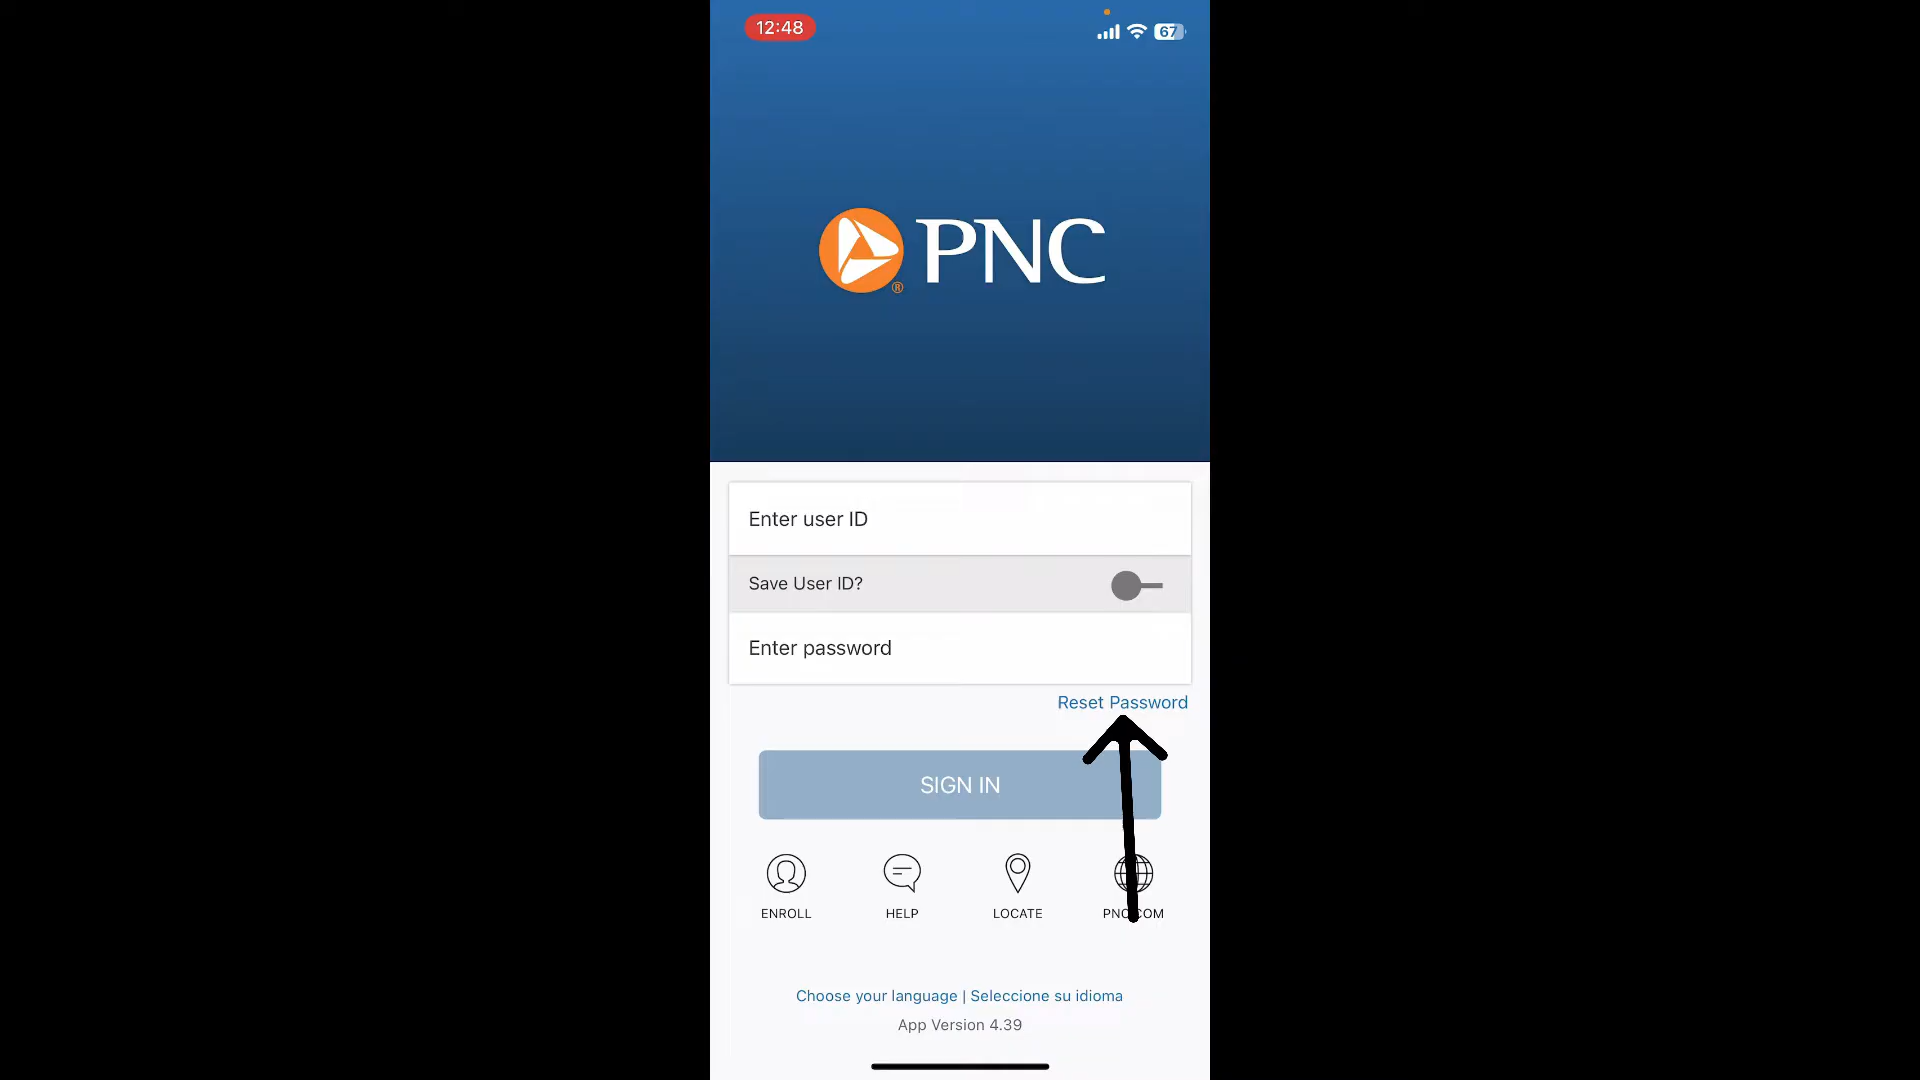 12:48
67
PNC
®
Enter user ID
Save User ID?
Enter password
Reset Password
SIGN IN
ENROLL HELP LOCATE PNC.COM
Choose your language | Seleccione su idioma
App Version 4.39